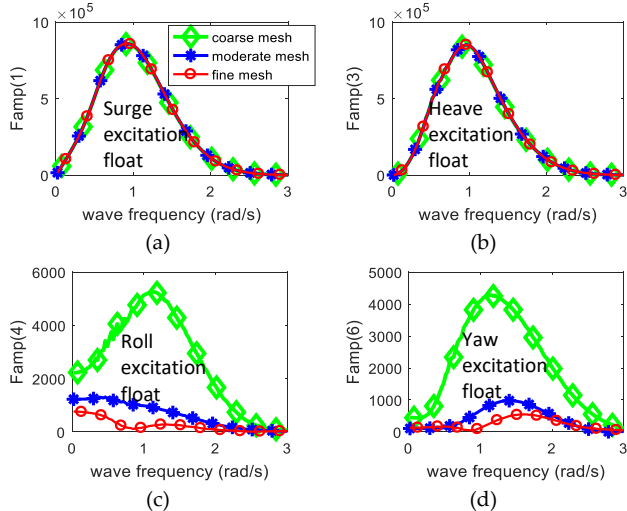 × 10⁵
10
5
0
0 1 2 3
Famp(1)
wave frequency (rad/s)
Surge
excitation
float
coarse mesh
moderate mesh
fine mesh
(a)
× 10⁵
10
5
0
0 1 2 3
Famp(3)
wave frequency (rad/s)
Heave
excitation
float
(b)
6000
4000
2000
0
0 1 2 3
Famp(4)
wave frequency (rad/s)
Roll
excitation
float
(c)
5000
4000
3000
2000
1000
0
0 1 2 3
Famp(6)
wave frequency (rad/s)
Yaw
excitation
float
(d)